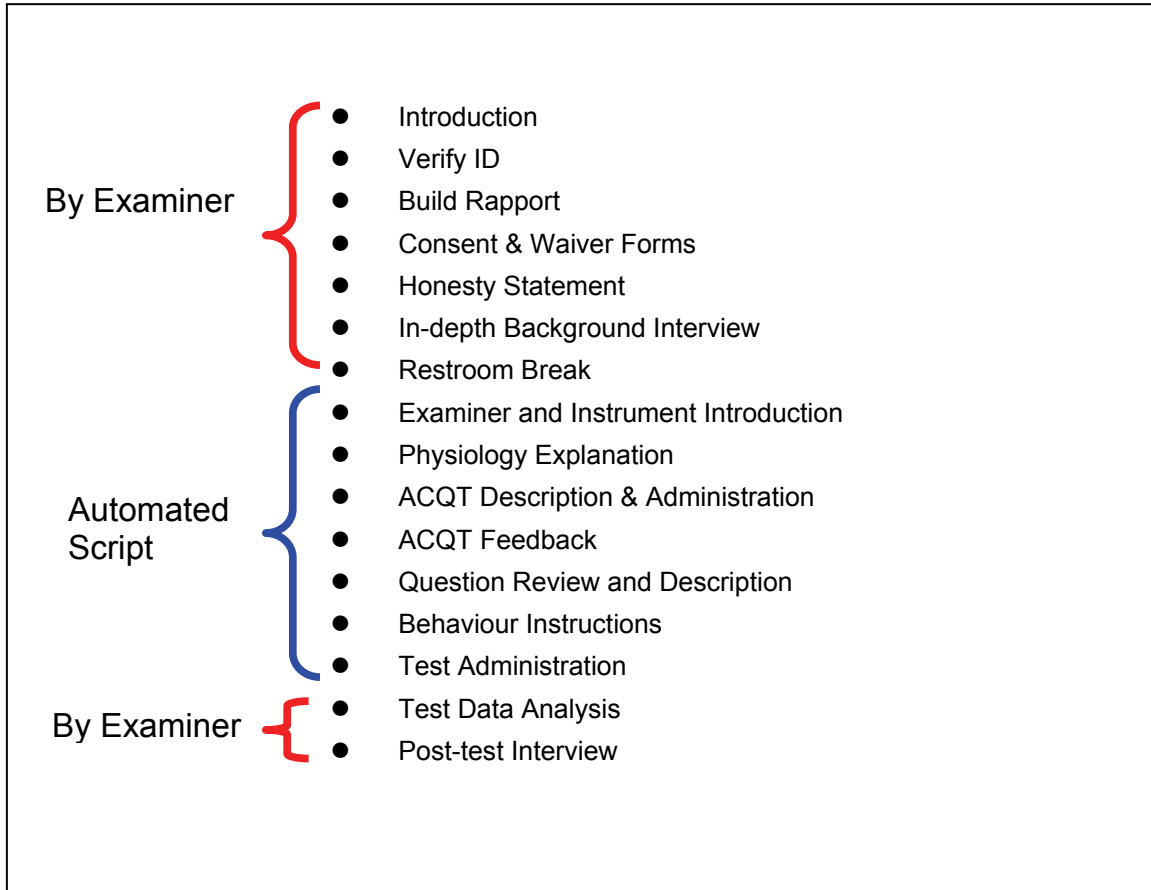 By Examiner
● Introduction
● Verify ID
● Build Rapport
● Consent & Waiver Forms
● Honesty Statement
● In-depth Background Interview
● Restroom Break
Automated
Script
● Examiner and Instrument Introduction
● Physiology Explanation
● ACQT Description & Administration
● ACQT Feedback
● Question Review and Description
● Behaviour Instructions
● Test Administration
By Examiner
● Test Data Analysis
● Post-test Interview